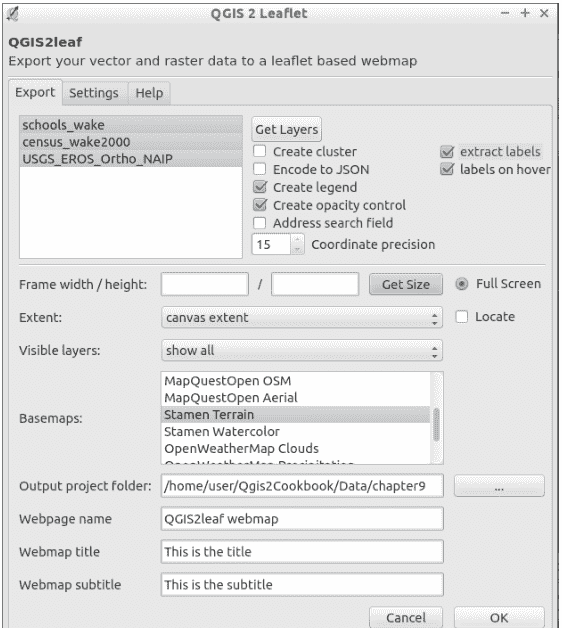 QGIS 2 Leaflet
QGIS2leaf
Export your vector and raster data to a leaflet based webmap
Export Settings Help
schools_wake
census_wake2000
USGS_EROS_Ortho_NAIP
Get Layers
Create cluster
extract labels
Encode to JSON
labels on hover
Create legend
Create opacity control
Address search field
15 Coordinate precision
Frame width / height: / Get Size Full Screen
Extent: canvas extent Locate
Visible layers: show all
Basemaps:
MapQuestOpen OSM
MapQuestOpen Aerial
Stamen Terrain
Stamen Watercolor
OpenWeatherMap Clouds
OpenWeatherMap Precipitation
Output project folder: /home/user/Qgis2Cookbook/Data/chapter9 ...
Webpage name QGIS2leaf webmap
Webmap title This is the title
Webmap subtitle This is the subtitle
Cancel OK